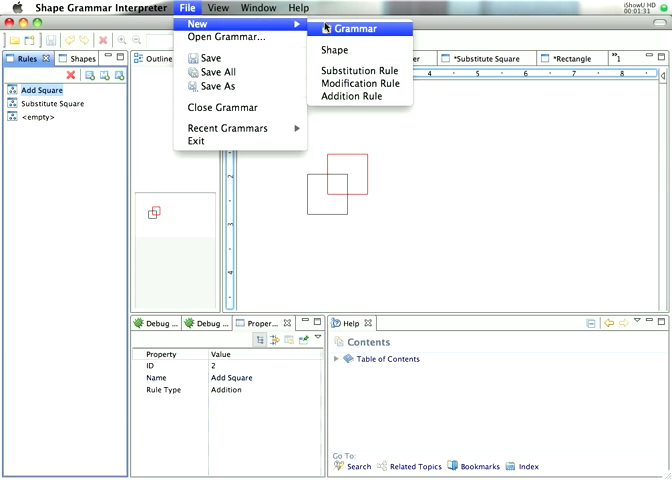 Shape Grammar Interpreter File View Window Help
iShowU HD
00:01:31
New
Open Grammar...
Save
Save All
Save As
Close Grammar
Recent Grammars
Exit
Grammar
Shape
Substitution Rule
Modification Rule
Addition Rule
Rules Shapes
Add Square
Substitute Square
<empty>
Outline
*Substitute Square *Rectangle »1
4 5 6 7 8
2
3
4
Debug ... Debug ... Proper...
Property Value
ID 2
Name Add Square
Rule Type Addition
Help
Contents
Table of Contents
Go To:
Search Related Topics Bookmarks Index